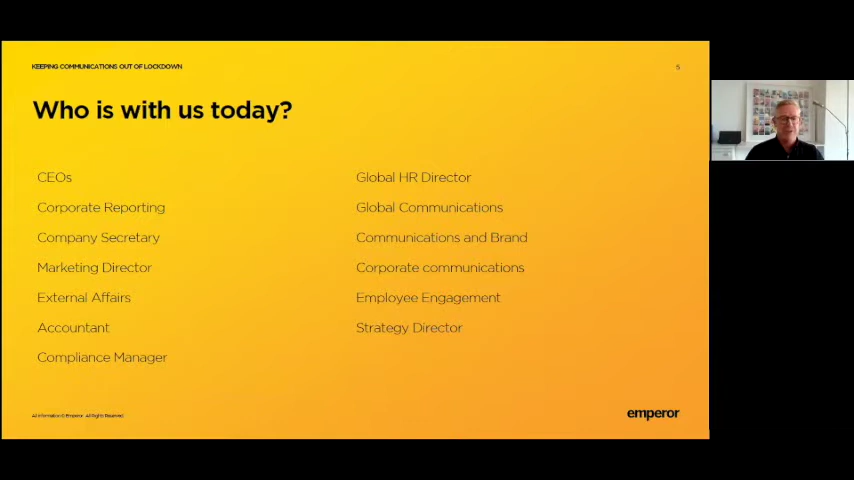 KEEPING COMMUNICATIONS OUT OF LOCKDOWN
5
Who is with us today?
CEOs
Corporate Reporting
Company Secretary
Marketing Director
External Affairs
Accountant
Compliance Manager
Global HR Director
Global Communications
Communications and Brand
Corporate communications
Employee Engagement
Strategy Director
All Information © Emperor. All Rights Reserved
emperor